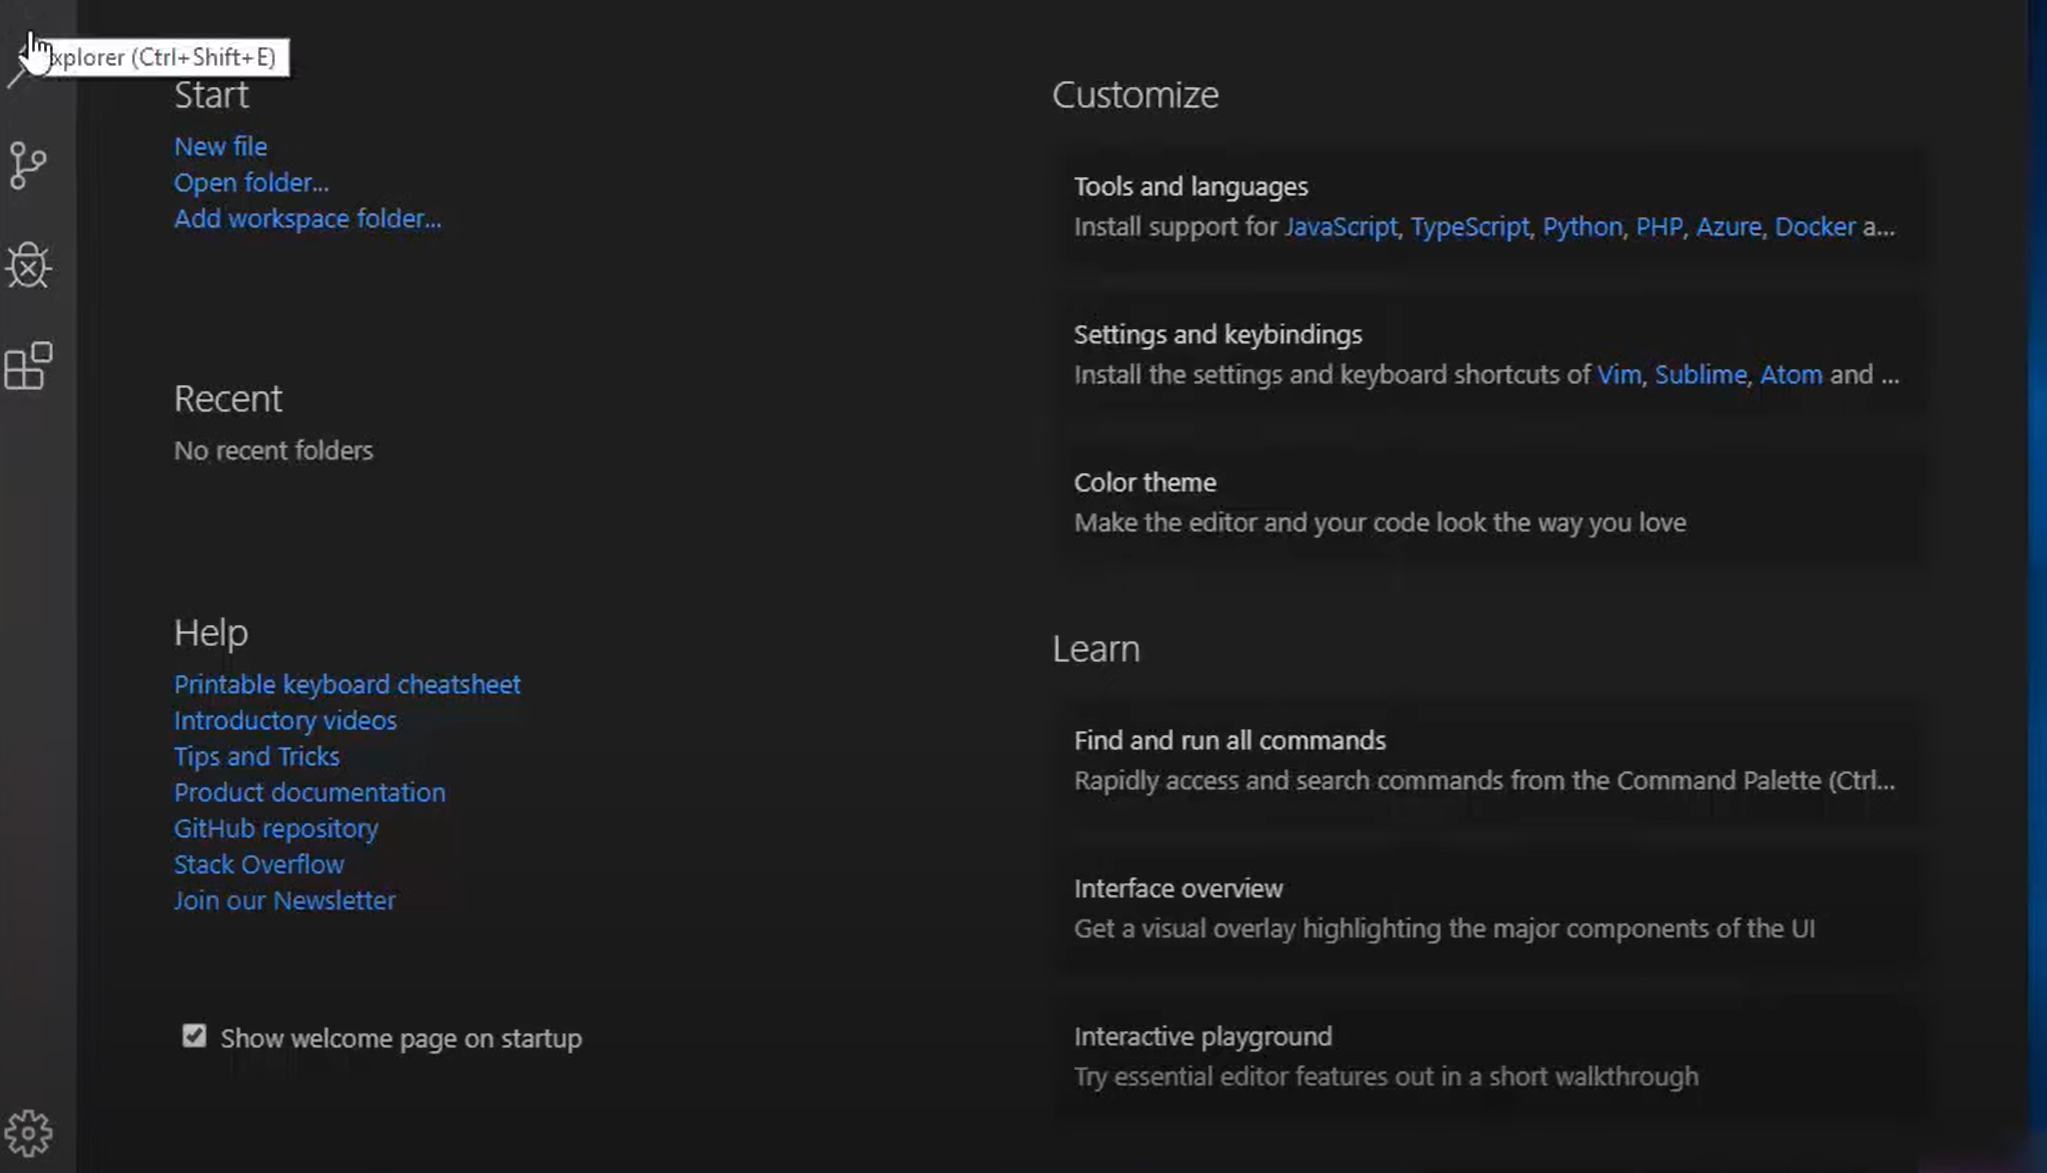 xplorer (Ctrl+Shift+E)
Start
New file
Open folder...
Add workspace folder...
Recent
No recent folders
Help
Printable keyboard cheatsheet
Introductory videos
Tips and Tricks
Product documentation
GitHub repository
Stack Overflow
Join our Newsletter
Show welcome page on startup
Customize
Tools and languages
Install support for JavaScript, TypeScript, Python, PHP, Azure, Docker a...
Settings and keybindings
Install the settings and keyboard shortcuts of Vim, Sublime, Atom and ...
Color theme
Make the editor and your code look the way you love
Learn
Find and run all commands
Rapidly access and search commands from the Command Palette (Ctrl...
Interface overview
Get a visual overlay highlighting the major components of the UI
Interactive playground
Try essential editor features out in a short walkthrough